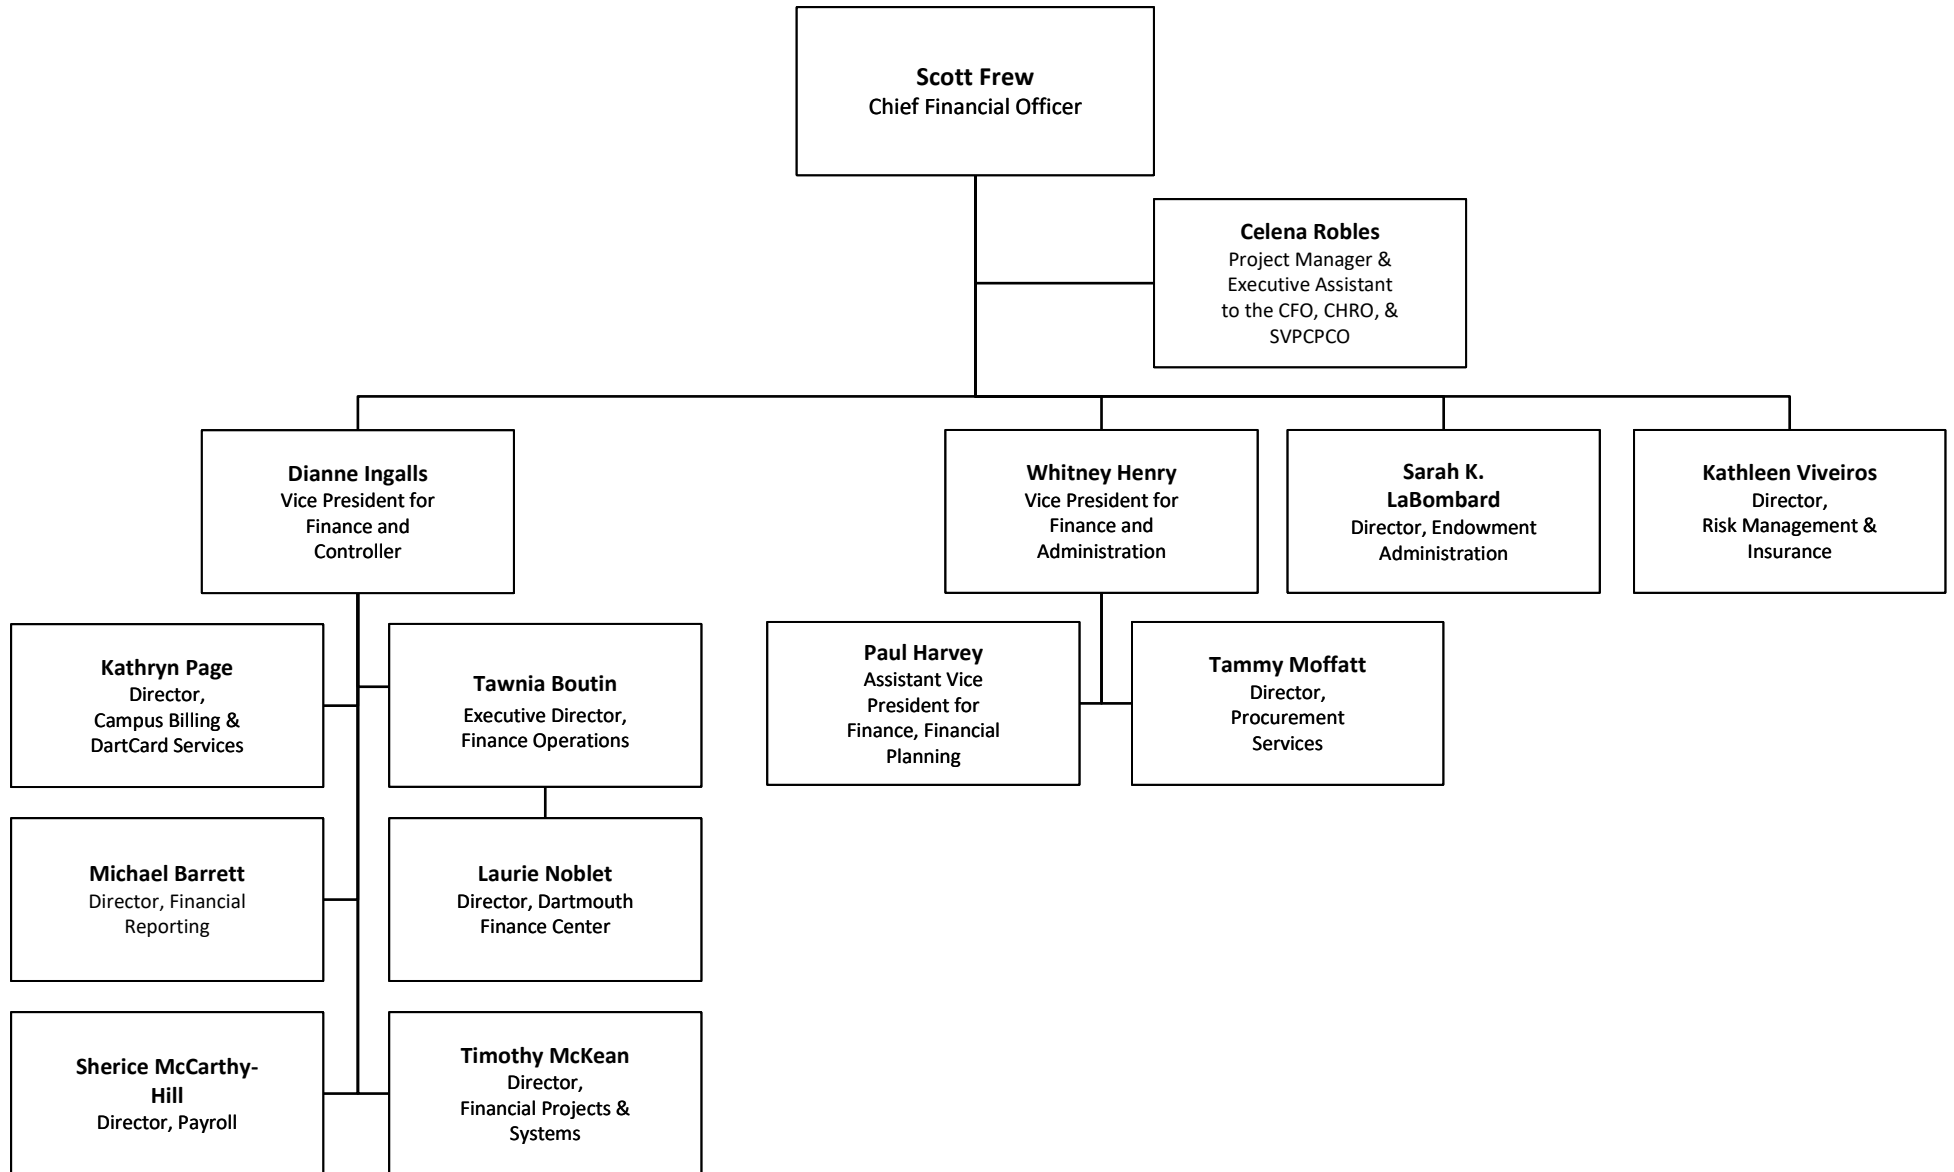 Scott Frew
Chief Financial Officer
Celena Robles
Project Manager &
Executive Assistant
to the CFO, CHRO, &
SVPCPCO
Dianne Ingalls
Vice President for
Finance and
Controller
Whitney Henry
Vice President for
Finance and
Administration
Sarah K.
LaBombard
Director, Endowment
Administration
Kathleen Viveiros
Director,
Risk Management &
Insurance
Kathryn Page
Director,
Campus Billing &
DartCard Services
Tawnia Boutin
Executive Director,
Finance Operations
Paul Harvey
Assistant Vice
President for
Finance, Financial
Planning
Tammy Moffatt
Director,
Procurement
Services
Michael Barrett
Director, Financial
Reporting
Laurie Noblet
Director, Dartmouth
Finance Center
Sherice McCarthy-
Hill
Director, Payroll
Timothy McKean
Director,
Financial Projects &
Systems